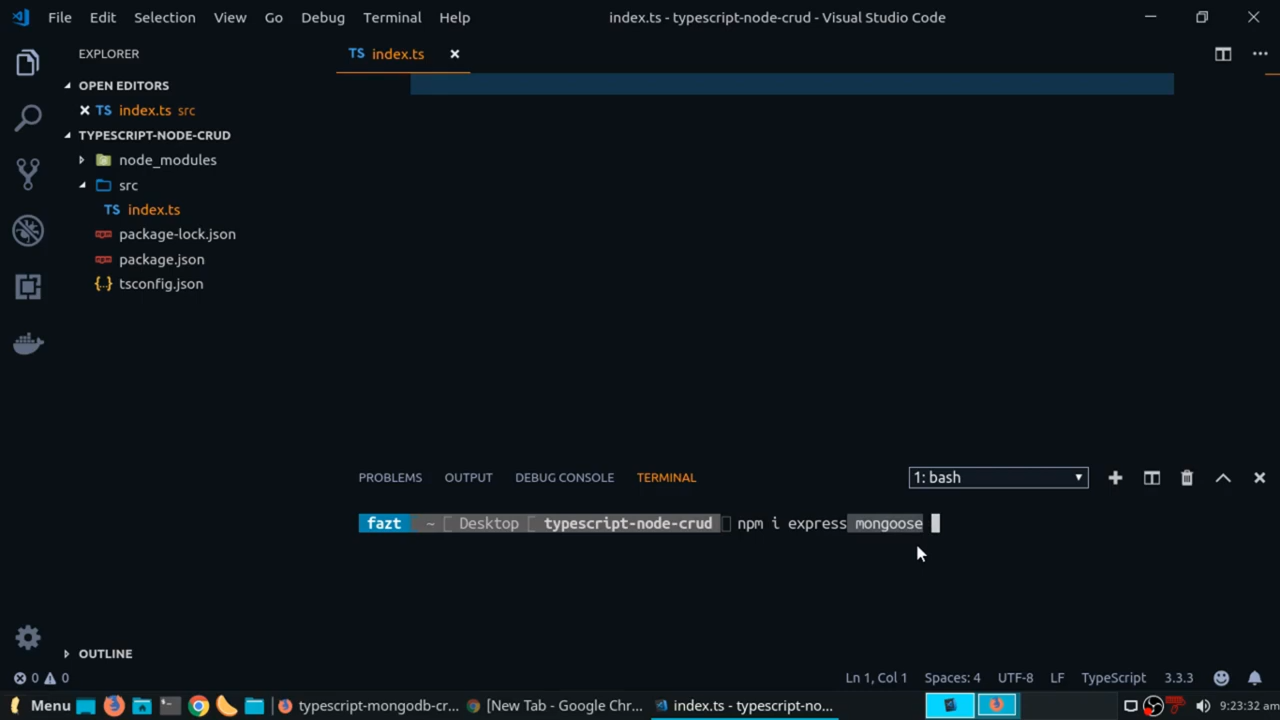 File Edit Selection View Go Debug Terminal Help
index.ts - typescript-node-crud - Visual Studio Code
EXPLORER
TS index.ts
OPEN EDITORS
TS index.ts src
TYPESCRIPT-NODE-CRUD
node_modules
src
TS index.ts
package-lock.json
package.json
{..} tsconfig.json
PROBLEMS OUTPUT DEBUG CONSOLE TERMINAL
1: bash
fazt ~ Desktop typescript-node-crud npm i express mongoose
OUTLINE
0 0
Ln 1, Col 1 Spaces: 4 UTF-8 LF TypeScript 3.3.3
Menu
typescript-mongodb-cr...
[New Tab - Google Chr...
index.ts - typescript-no...
9:23:32 am